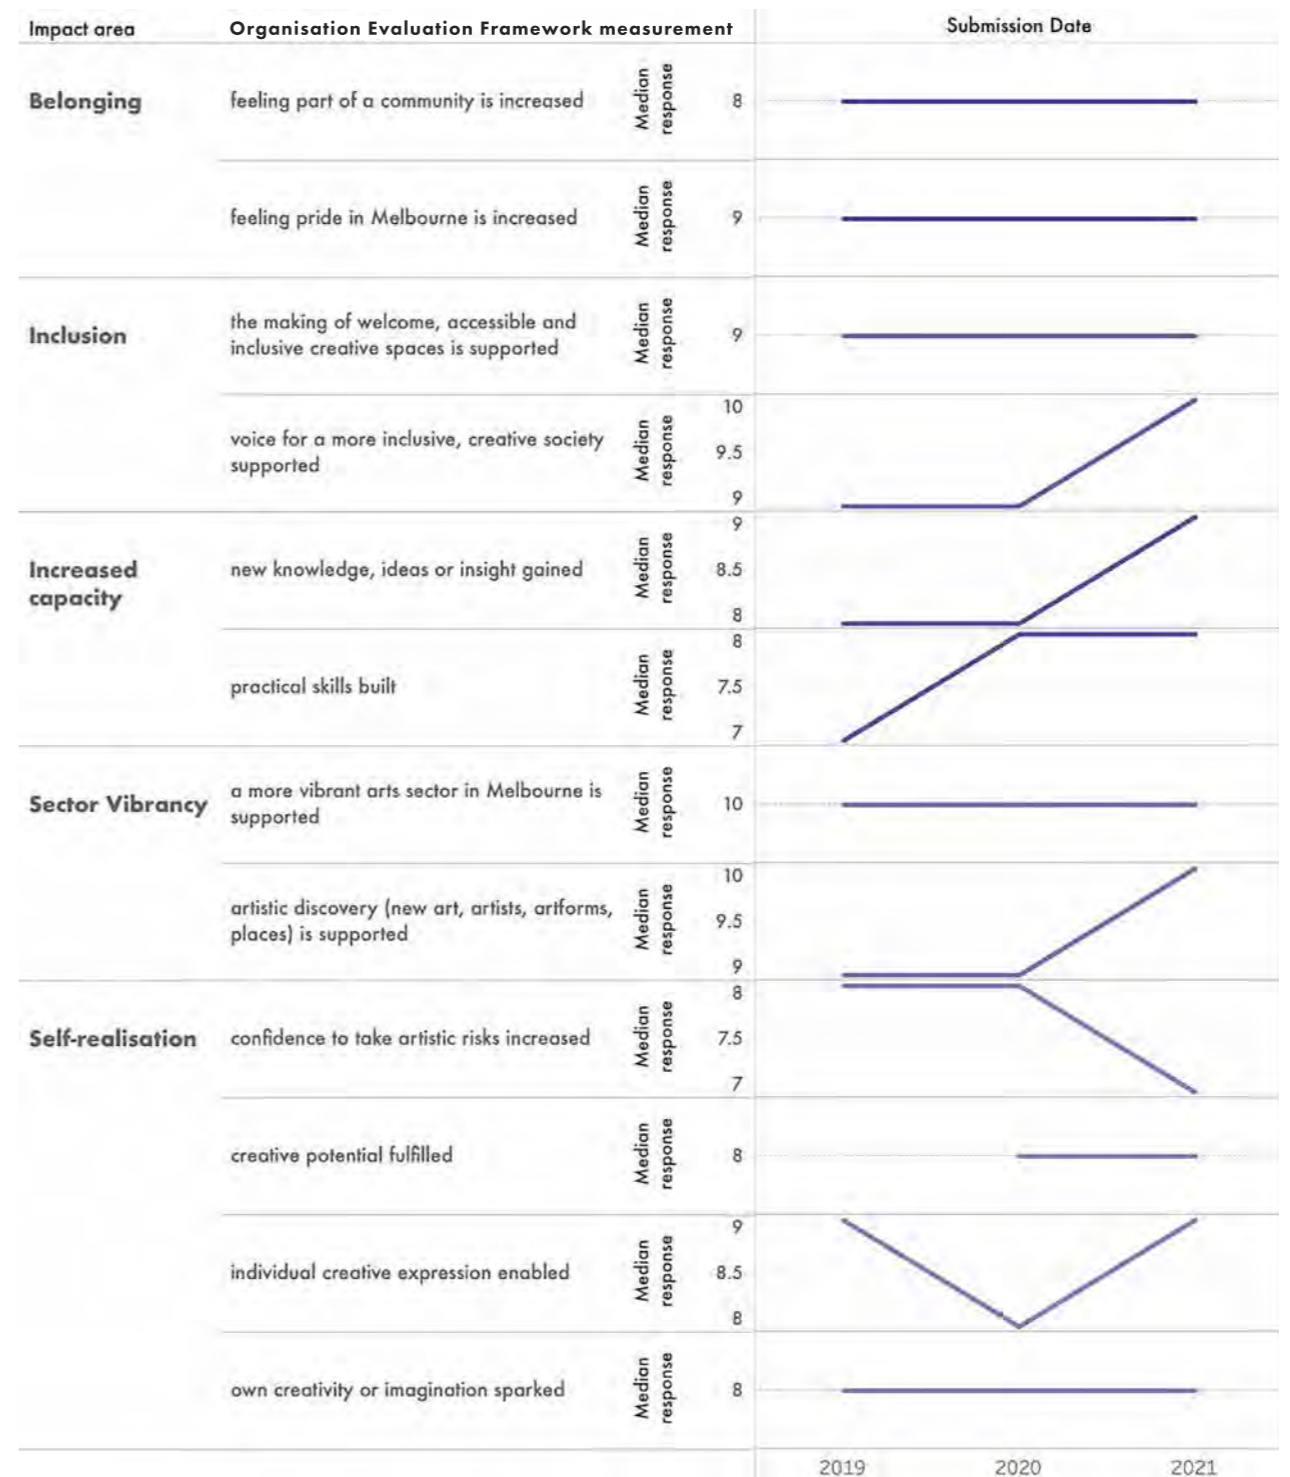 Impact area
Organisation Evaluation Framework measurement
Submission Date
Belonging
feeling part of a community is increased
Median
response
8
feeling pride in Melbourne is increased
Median
response
9
Inclusion
the making of welcome, accessible and
inclusive creative spaces is supported
Median
response
9
voice for a more inclusive, creative society
supported
Median
response
10
9.5
9
Increased
capacity
new knowledge, ideas or insight gained
Median
response
9
8.5
8
practical skills built
Median
response
8
7.5
7
Sector Vibrancy
a more vibrant arts sector in Melbourne is
supported
Median
response
10
artistic discovery (new art, artists, artforms,
places) is supported
Median
response
10
9.5
9
Self-realisation
confidence to take artistic risks increased
Median
response
8
7.5
7
creative potential fulfilled
Median
response
8
individual creative expression enabled
Median
response
9
8.5
8
own creativity or imagination sparked
Median
response
8
2019
2020
2021